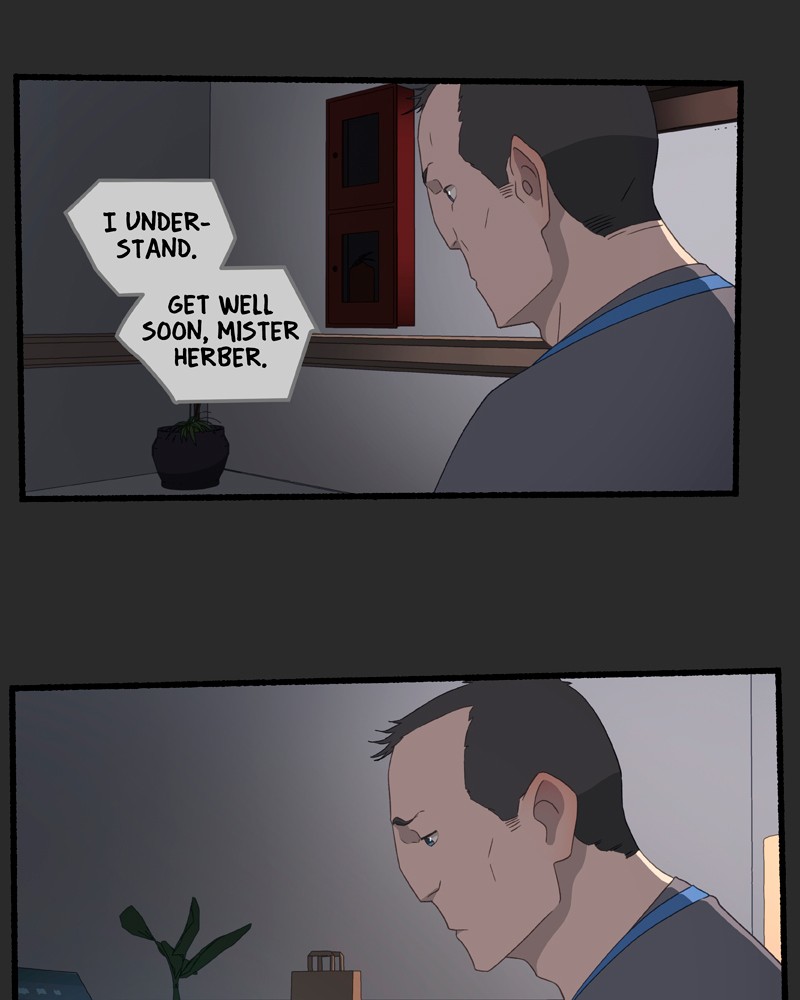 I UNDER-
STAND.
GET WELL
SOON, MISTER
HERBER.